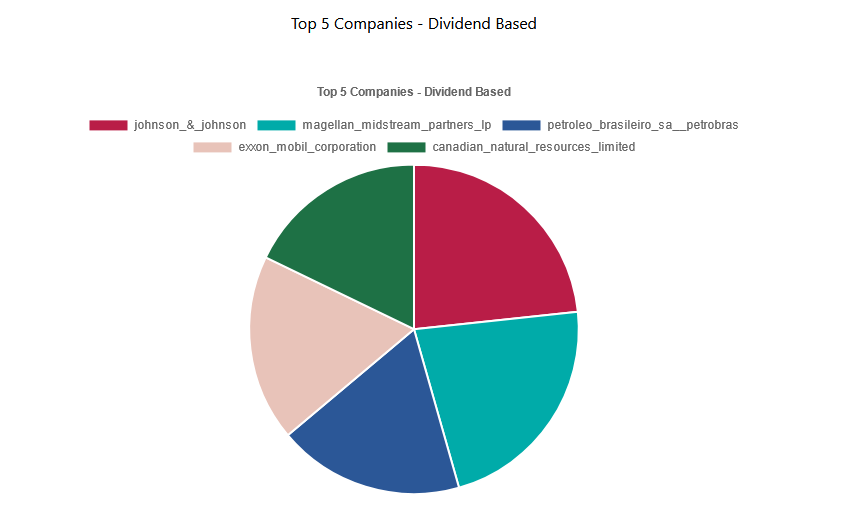 Top 5 Companies - Dividend Based
Top 5 Companies - Dividend Based
johnson_&_johnson magellan_midstream_partners_lp petroleo_brasileiro_sa__petrobras
exxon_mobil_corporation canadian_natural_resources_limited